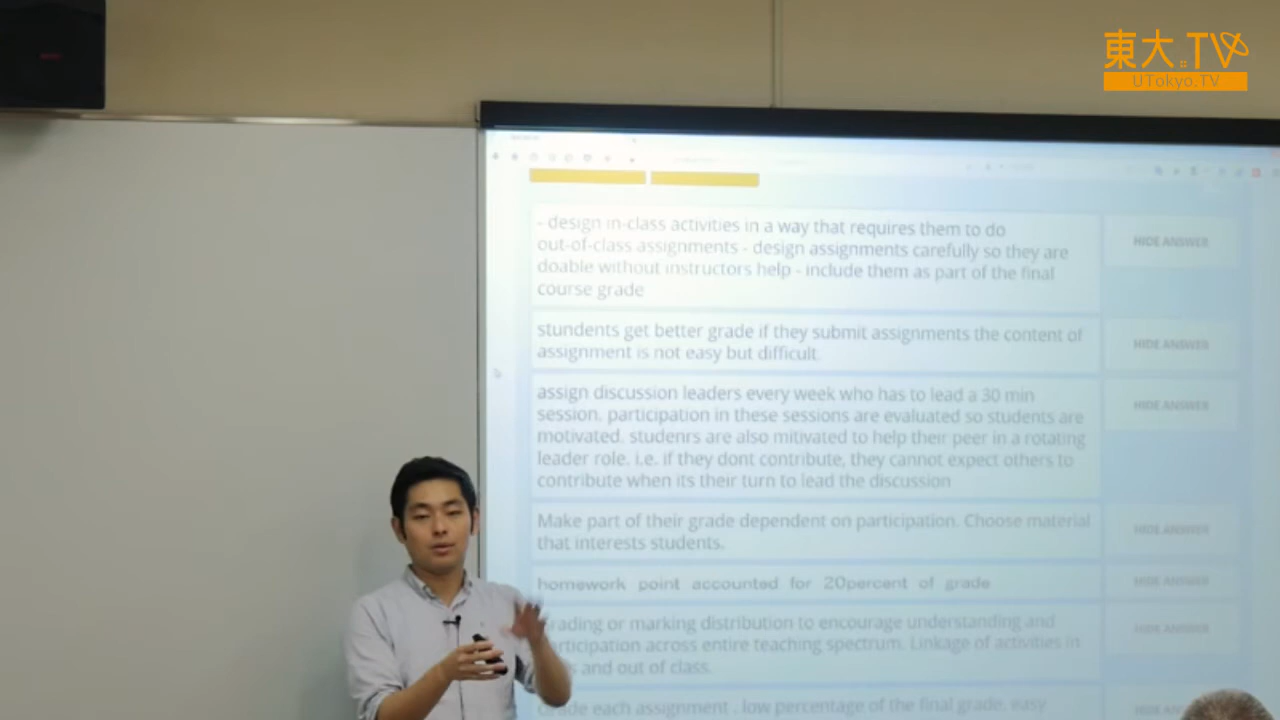 東大.TV
UTokyo.TV
- design in-class activities in a way that requires them to do
out-of-class assignments - design assignments carefully so they are
doable without instructors help - include them as part of the final
course grade
HIDE ANSWER
stundents get better grade if they submit assignments the content of
assignment is not easy but difficult
HIDE ANSWER
assign discussion leaders every week who has to lead a 30 min
session. participation in these sessions are evaluated so students are
motivated. studenrs are also mitivated to help their peer in a rotating
leader role. i.e. if they dont contribute, they cannot expect others to
contribute when its their turn to lead the discussion
HIDE ANSWER
Make part of their grade dependent on participation. Choose material
that interests students.
HIDE ANSWER
homework point accounted for 20percent of grade
HIDE ANSWER
rading or marking distribution to encourage understanding and
rticipation across entire teaching spectrum. Linkage of activities in
and out of class.
HIDE ANSWER
Grade each assignment . low percentage of the final grade, easy
HIDE ANSWER